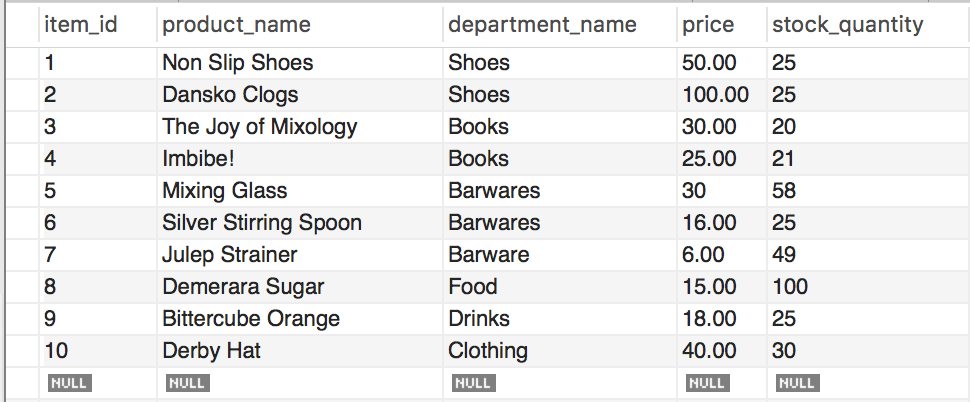 item_id product_name department_name price stock_quantity
1 Non Slip Shoes Shoes 50.00 25
2 Dansko Clogs Shoes 100.00 25
3 The Joy of Mixology Books 30.00 20
4 Imbibe! Books 25.00 21
5 Mixing Glass Barwares 30 58
6 Silver Stirring Spoon Barwares 16.00 25
7 Julep Strainer Barware 6.00 49
8 Demerara Sugar Food 15.00 100
9 Bittercube Orange Drinks 18.00 25
10 Derby Hat Clothing 40.00 30
NULL NULL NULL NULL NULL